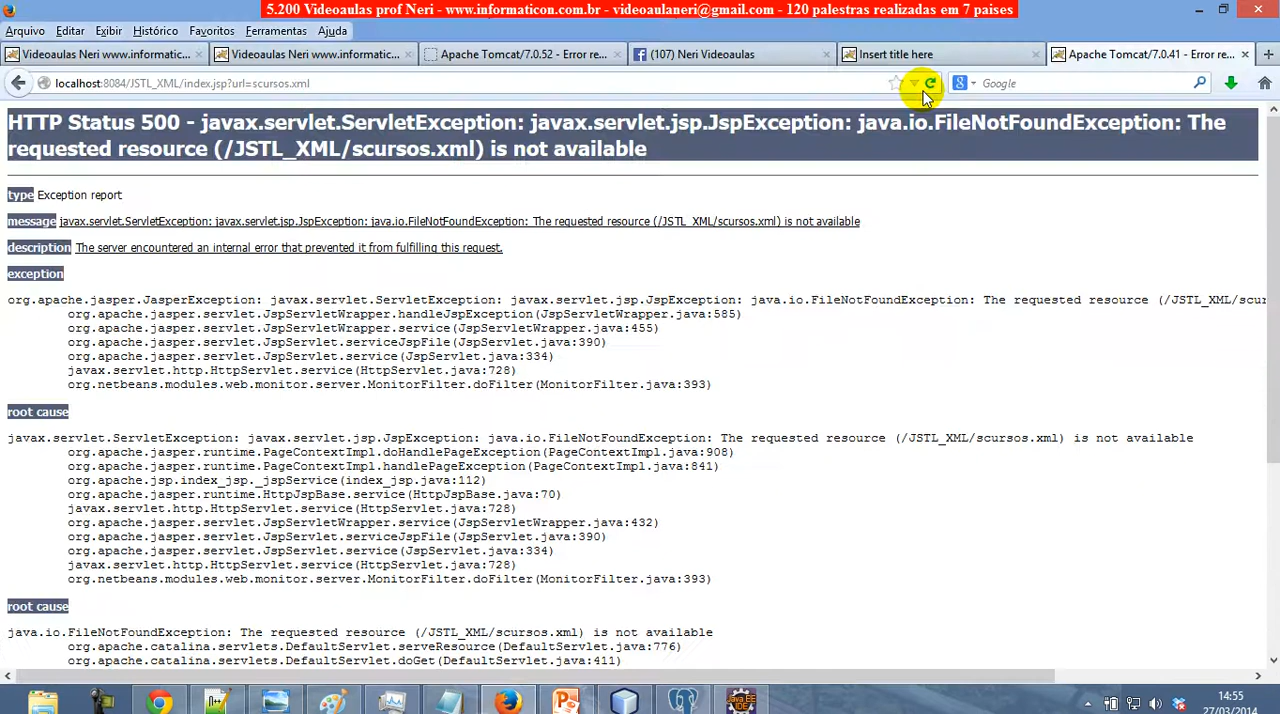 5.200 Videoaulas prof Neri - www.informaticon.com.br - videoaulaneri@gmail.com - 120 palestras realizadas em 7 paises
Arquivo Editar Exibir Histórico Favoritos Ferramentas Ajuda
Videoaulas Neri www.informatic... Videoaulas Neri www.informatic... Apache Tomcat/7.0.52 - Error re... (107) Neri Videoaulas Insert title here Apache Tomcat/7.0.41 - Error re...
localhost:8084/JSTL_XML/index.jsp?url=scursos.xml Google
HTTP Status 500 - javax.servlet.ServletException: javax.servlet.jsp.JspException: java.io.FileNotFoundException: The
requested resource (/JSTL_XML/scursos.xml) is not available
type Exception report
message javax.servlet.ServletException: javax.servlet.jsp.JspException: java.io.FileNotFoundException: The requested resource (/JSTL_XML/scursos.xml) is not available
description The server encountered an internal error that prevented it from fulfilling this request.
exception
org.apache.jasper.JasperException: javax.servlet.ServletException: javax.servlet.jsp.JspException: java.io.FileNotFoundException: The requested resource (/JSTL_XML/scur
org.apache.jasper.servlet.JspServletWrapper.handleJspException(JspServletWrapper.java:585)
org.apache.jasper.servlet.JspServletWrapper.service(JspServletWrapper.java:455)
org.apache.jasper.servlet.JspServlet.serviceJspFile(JspServlet.java:390)
org.apache.jasper.servlet.JspServlet.service(JspServlet.java:334)
javax.servlet.http.HttpServlet.service(HttpServlet.java:728)
org.netbeans.modules.web.monitor.server.MonitorFilter.doFilter(MonitorFilter.java:393)
root cause
javax.servlet.ServletException: javax.servlet.jsp.JspException: java.io.FileNotFoundException: The requested resource (/JSTL_XML/scursos.xml) is not available
org.apache.jasper.runtime.PageContextImpl.doHandlePageException(PageContextImpl.java:908)
org.apache.jasper.runtime.PageContextImpl.handlePageException(PageContextImpl.java:841)
org.apache.jsp.index_jsp._jspService(index_jsp.java:112)
org.apache.jasper.runtime.HttpJspBase.service(HttpJspBase.java:70)
javax.servlet.http.HttpServlet.service(HttpServlet.java:728)
org.apache.jasper.servlet.JspServletWrapper.service(JspServletWrapper.java:432)
org.apache.jasper.servlet.JspServlet.serviceJspFile(JspServlet.java:390)
org.apache.jasper.servlet.JspServlet.service(JspServlet.java:334)
javax.servlet.http.HttpServlet.service(HttpServlet.java:728)
org.netbeans.modules.web.monitor.server.MonitorFilter.doFilter(MonitorFilter.java:393)
root cause
java.io.FileNotFoundException: The requested resource (/JSTL_XML/scursos.xml) is not available
org.apache.catalina.servlets.DefaultServlet.serveResource(DefaultServlet.java:776)
org.apache.catalina.servlets.DefaultServlet.doGet(DefaultServlet.java:411)
14:55
27/03/2014